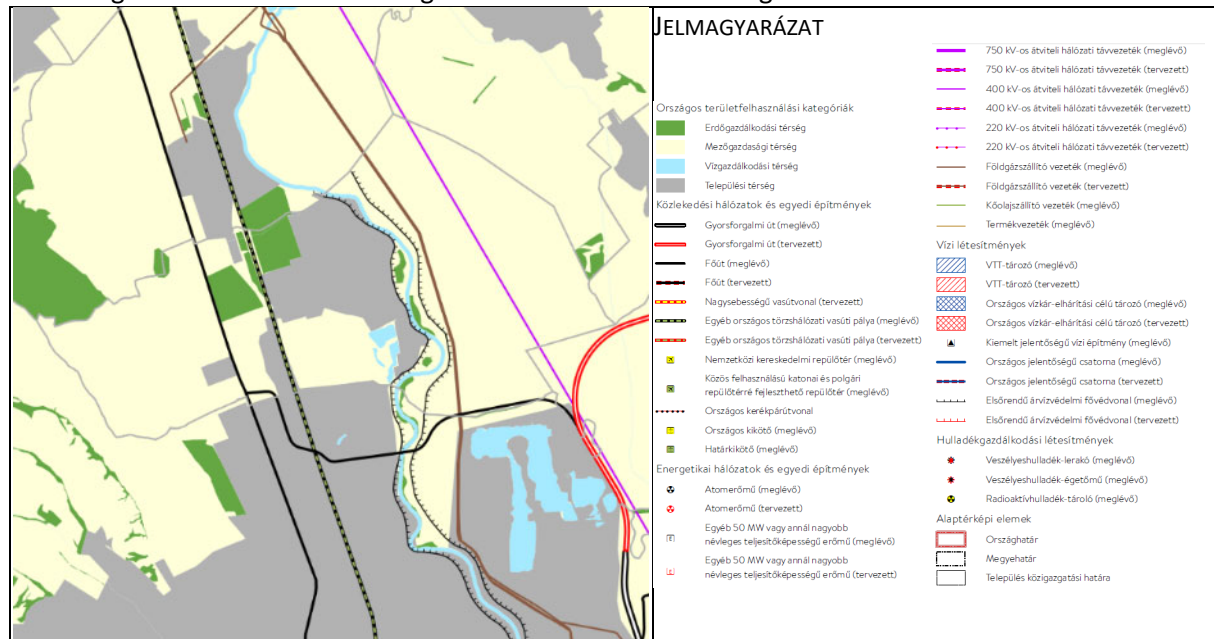 JELMAGYARÁZAT
Országos területfelhasználási kategóriák
Erdőgazdálkodási térség
Mezőgazdasági térség
Vízgazdálkodási térség
Települési térség
Közlekedési hálózatok és egyedi építmények
Gyorsforgalmi út (meglévő)
Gyorsforgalmi út (tervezett)
Főút (meglévő)
Főút (tervezett)
Nagysebességű vasútvonal (tervezett)
Egyéb országos törzshálózati vasúti pálya (meglévő)
Egyéb országos törzshálózati vasúti pálya (tervezett)
Nemzetközi kereskedelmi repülőtér (meglévő)
Közös felhasználású katonai és polgári
repülőtérré fejleszthető repülőtér (meglévő)
Országos kerékpárútvonal
Országos kikötő (meglévő)
Határkikötő (meglévő)
Energetikai hálózatok és egyedi építmények
Atomerőmű (meglévő)
Atomerőmű (tervezett)
Egyéb 50 MW vagy annál nagyobb
névleges teljesítőképességű erőmű (meglévő)
Egyéb 50 MW vagy annál nagyobb
névleges teljesítőképességű erőmű (tervezett)
750 kV-os átviteli hálózati távvezeték (meglévő)
750 kV-os átviteli hálózati távvezeték (tervezett)
400 kV-os átviteli hálózati távvezeték (meglévő)
400 kV-os átviteli hálózati távvezeték (tervezett)
220 kV-os átviteli hálózati távvezeték (meglévő)
220 kV-os átviteli hálózati távvezeték (tervezett)
Földgázszállító vezeték (meglévő)
Földgázszállító vezeték (tervezett)
Kőolajszállító vezeték (meglévő)
Termékvezeték (meglévő)
Vízi létesítmények
VTT-tározó (meglévő)
VTT-tározó (tervezett)
Országos vízkár-elhárítási célú tározó (meglévő)
Országos vízkár-elhárítási célú tározó (tervezett)
Kiemelt jelentőségű vízi építmény (meglévő)
Országos jelentőségű csatorna (meglévő)
Országos jelentőségű csatorna (tervezett)
Elsőrendű árvízvédelmi fővédvonal (meglévő)
Elsőrendű árvízvédelmi fővédvonal (tervezett)
Hulladékgazdálkodási létesítmények
Veszélyeshulladék-lerakó (meglévő)
Veszélyeshulladék-égetőmű (meglévő)
Radioaktívhulladék-tároló (meglévő)
Alaptérképi elemek
Országhatár
Megyehatár
Település közigazgatási határa